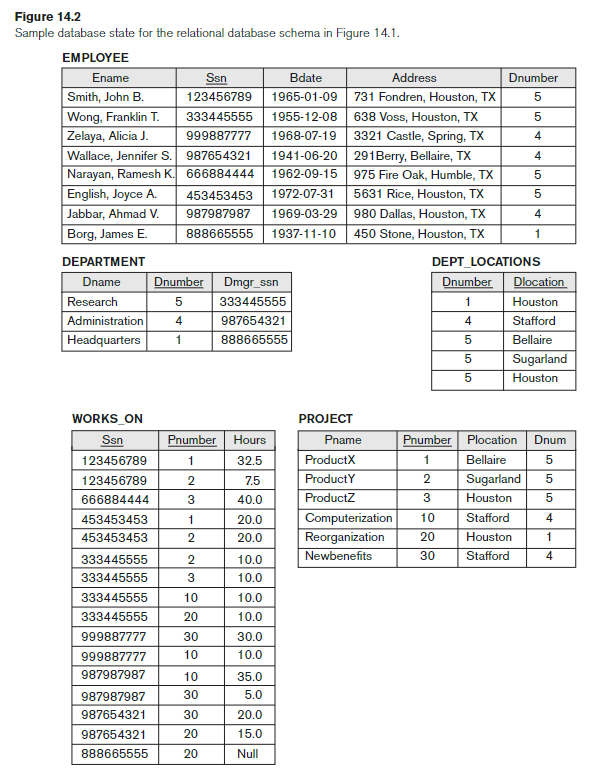 Figure 14.2
Sample database state for the relational database schema in Figure 14.1.
EMPLOYEE
Ename Ssn Bdate Address Dnumber
Smith, John B. 123456789 1965-01-09 731 Fondren, Houston, TX 5
Wong, Franklin T. 333445555 1955-12-08 638 Voss, Houston, TX 5
Zelaya, Alicia J. 999887777 1968-07-19 3321 Castle, Spring, TX 4
Wallace, Jennifer S. 987654321 1941-06-20 291Berry, Bellaire, TX 4
Narayan, Ramesh K. 666884444 1962-09-15 975 Fire Oak, Humble, TX 5
English, Joyce A. 453453453 1972-07-31 5631 Rice, Houston, TX 5
Jabbar, Ahmad V. 987987987 1969-03-29 980 Dallas, Houston, TX 4
Borg, James E. 888665555 1937-11-10 450 Stone, Houston, TX 1
DEPARTMENT
Dname Dnumber Dmgr_ssn
Research 5 333445555
Administration 4 987654321
Headquarters 1 888665555
DEPT_LOCATIONS
Dnumber Dlocation
1 Houston
4 Stafford
5 Bellaire
5 Sugarland
5 Houston
WORKS_ON
Ssn Pnumber Hours
123456789 1 32.5
123456789 2 7.5
666884444 3 40.0
453453453 1 20.0
453453453 2 20.0
333445555 2 10.0
333445555 3 10.0
333445555 10 10.0
333445555 20 10.0
999887777 30 30.0
999887777 10 10.0
987987987 10 35.0
987987987 30 5.0
987654321 30 20.0
987654321 20 15.0
888665555 20 Null
PROJECT
Pname Pnumber Plocation Dnum
ProductX 1 Bellaire 5
ProductY 2 Sugarland 5
ProductZ 3 Houston 5
Computerization 10 Stafford 4
Reorganization 20 Houston 1
Newbenefits 30 Stafford 4